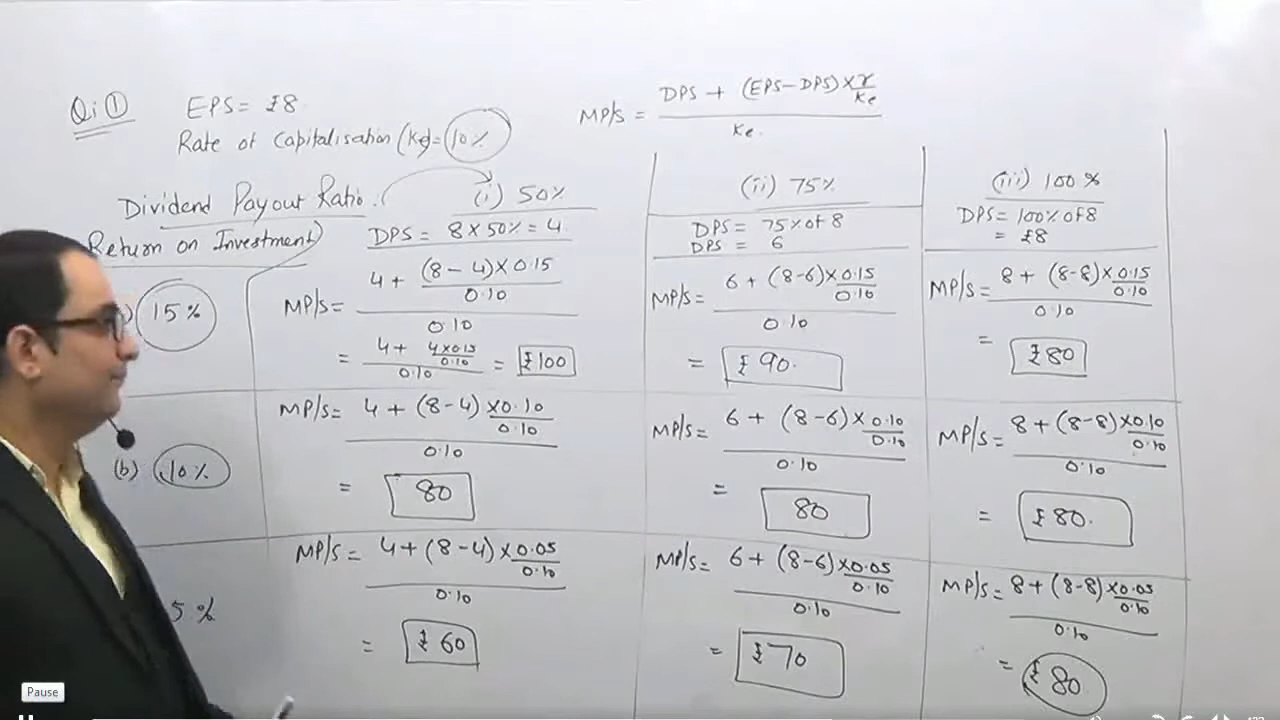 Q:①
EPS = ₹8
Rate of Capitalisation (Ke) = 10%
MP/S = DPS + (EPS-DPS) × r/Ke
Ke
Dividend Payout Ratio
Return on Investment
(i) 50%
DPS = 8 × 50% = 4
(ii) 75%
DPS = 75% of 8
DPS = 6
(iii) 100%
DPS = 100% of 8
= ₹8
15%
MP/S = 4 + (8-4) × 0.15
0.10
0.10
= 4 + 4×0.15
0.10
0.10
= ₹100
MP/S = 6 + (8-6) × 0.15/0.10
0.10
= ₹90
MP/S = 8 + (8-8) × 0.15/0.10
0.10
= ₹80
(b) 10%
MP/S = 4 + (8-4) × 0.10/0.10
0.10
= 80
MP/S = 6 + (8-6) × 0.10/0.10
0.10
= 80
MP/S = 8 + (8-8) × 0.10/0.10
0.10
= ₹80
5%
MP/S = 4 + (8-4) × 0.05/0.10
0.10
= ₹60
MP/S = 6 + (8-6) × 0.05/0.10
0.10
= ₹70
MP/S = 8 + (8-8) × 0.05/0.10
0.10
= ₹80
Pause